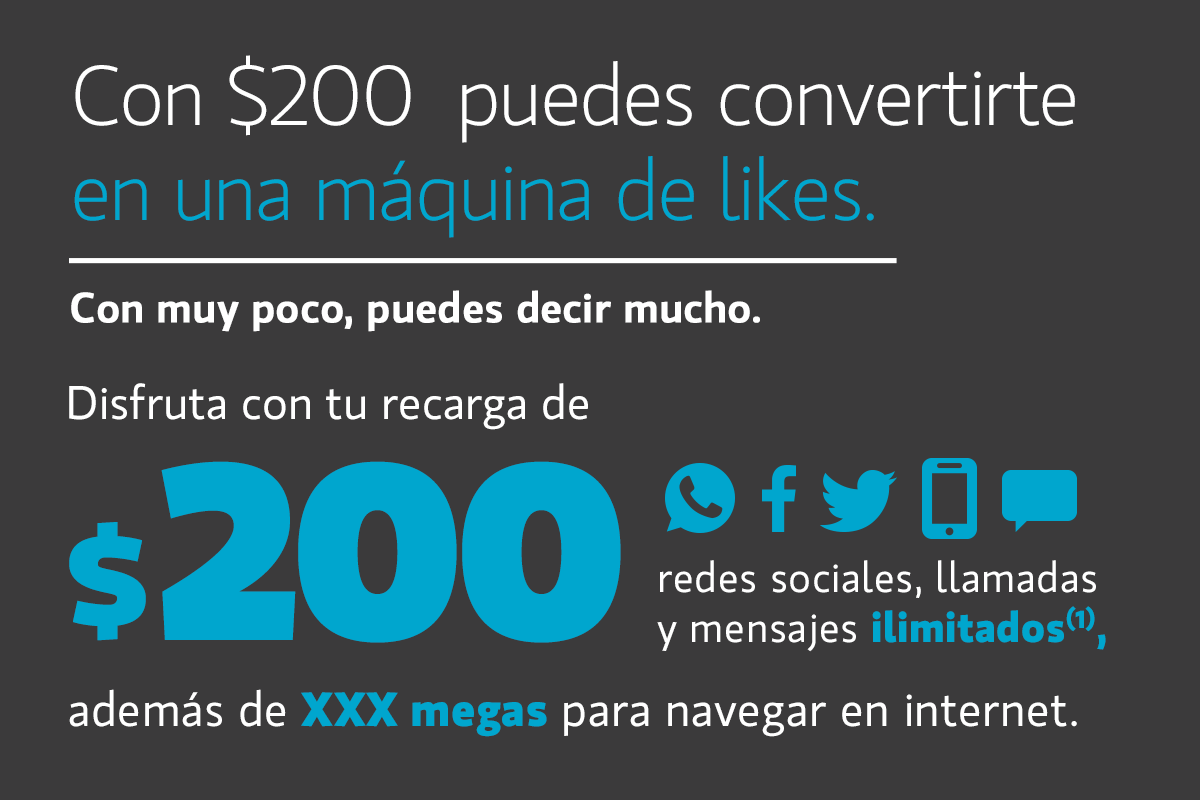 Con $200 puedes convertirte
en una máquina de likes.
Con muy poco, puedes decir mucho.
Disfruta con tu recarga de
$200
redes sociales, llamadas
y mensajes ilimitados(1),
además de XXX megas para navegar en internet.